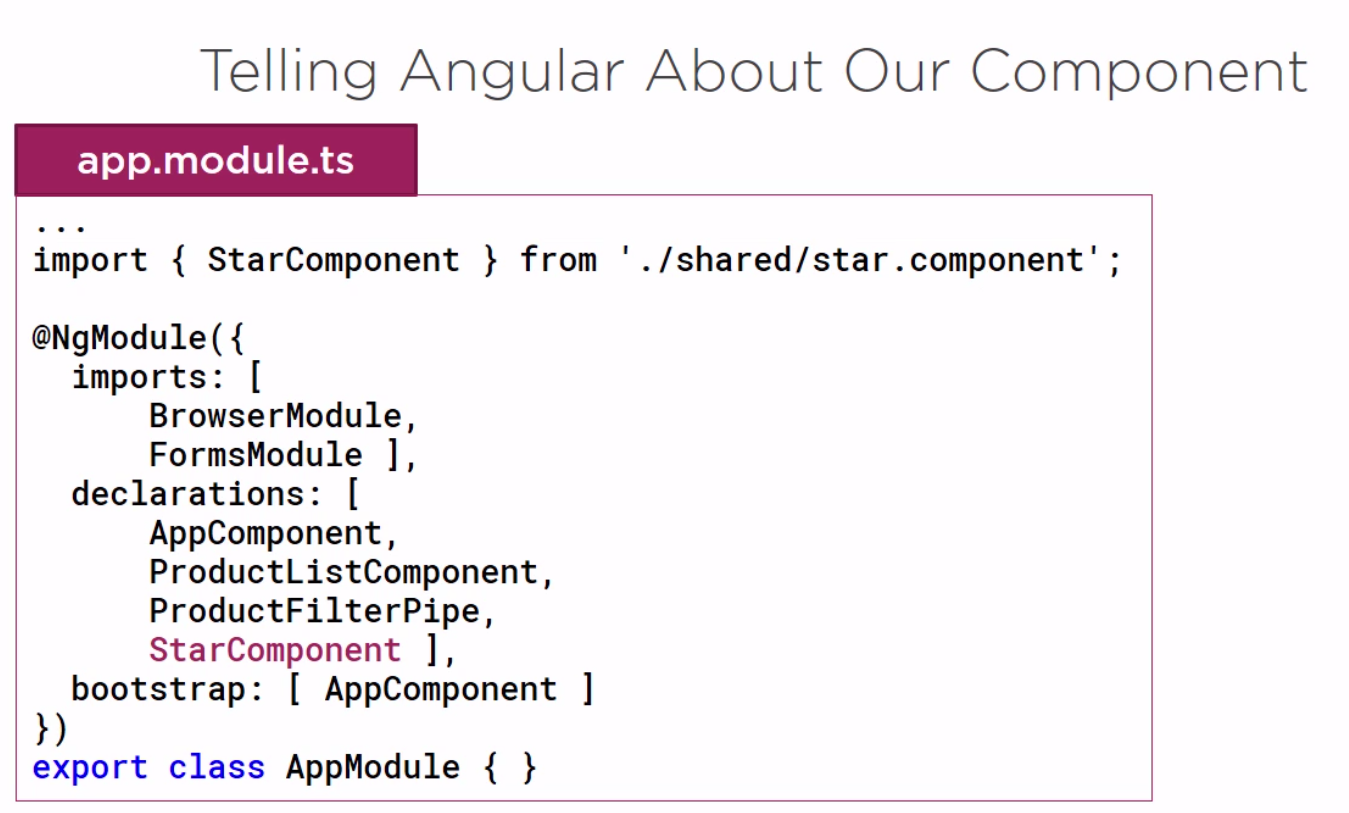 Telling Angular About Our Component
app.module.ts
...
import { StarComponent } from './shared/star.component';
@NgModule({
  imports: [
      BrowserModule,
      FormsModule ],
  declarations: [
      AppComponent,
      ProductListComponent,
      ProductFilterPipe,
      StarComponent ],
  bootstrap: [ AppComponent ]
})
export class AppModule { }